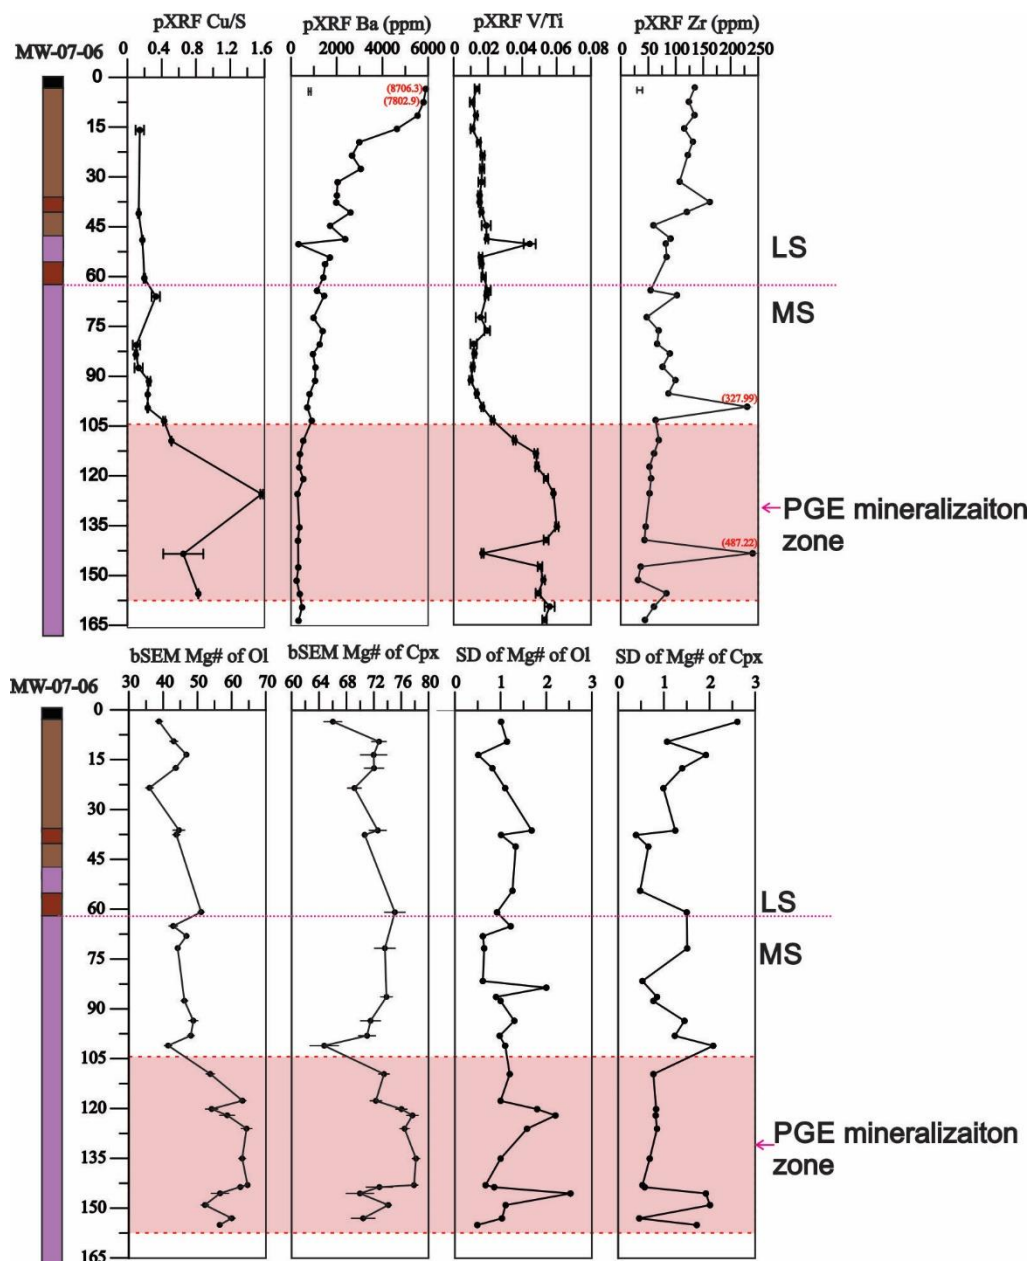 pXRF Cu/S pXRF Ba (ppm) pXRF V/Ti pXRF Zr (ppm)
MW-07-06 0 0.8 1.6 0 2000 4000 6000 0 0.02 0.04 0.06 0.08 0 50 100 150 200 250
0
(8706.3)
(7802.9)
15
30
45
LS
60
MS
75
90
(327.99)
105
120
PGE mineralizaiton
zone
135
(487.22)
150
165
bSEM Mg# of Ol bSEM Mg# of Cpx SD of Mg# of Ol SD of Mg# of Cpx
MW-07-06 30 40 50 60 70 60 64 68 72 76 80 0 1 2 3 0 1 2 3
0
15
30
45
60
LS
75
MS
90
105
120
135
PGE mineralizaiton
zone
150
165